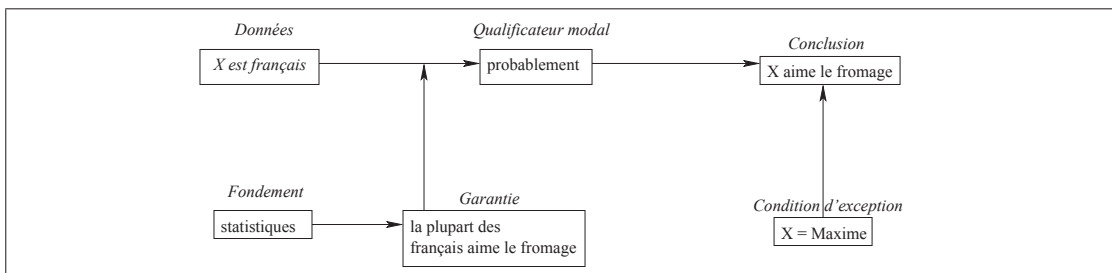 Données
Qualificateur modal
Conclusion
X est français
probablement
X aime le fromage
Fondement
Garantie
Condition d'exception
statistiques
la plupart des
français aime le fromage
X = Maxime